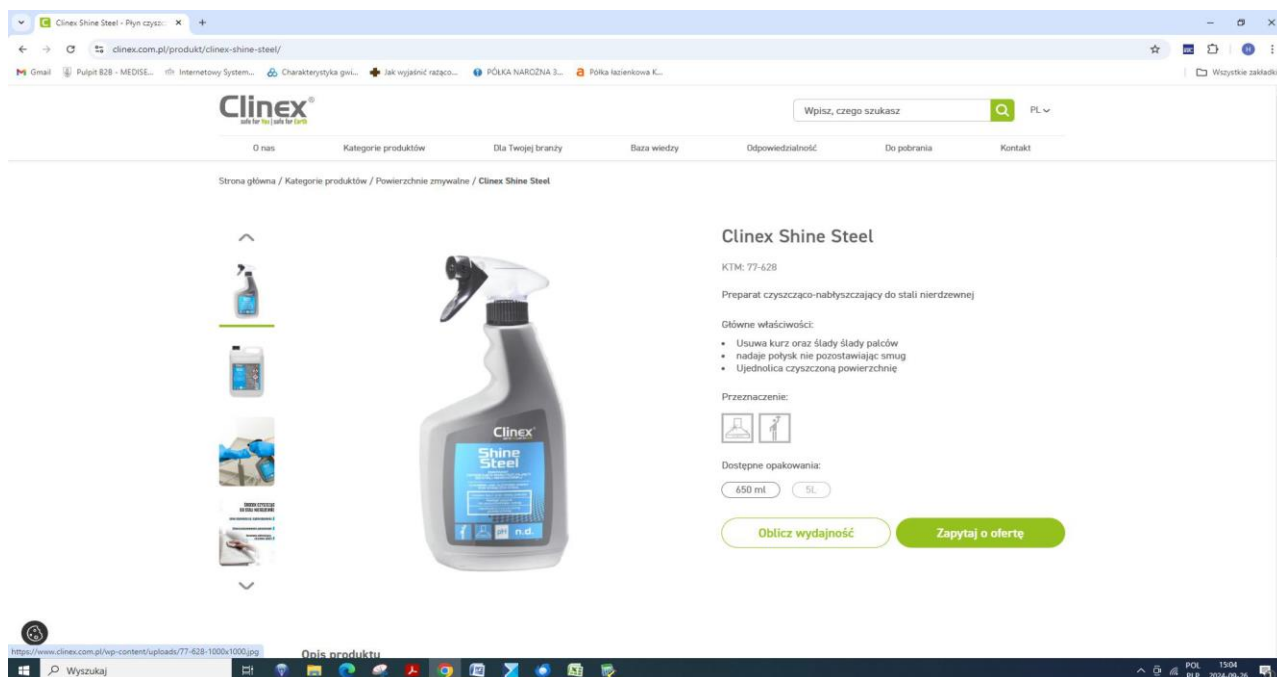 Clinex Shine Steel - Płyn czyszc
clinex.com.pl/produkt/clinex-shine-steel/
Gmail
Pulpit 828 - MEDISE...
Internetowy System...
Charakterystyka gwi...
Jak wyjaśnić rażąco...
PÓŁKA NAROŻNA 3...
Półka łazienkowa K...
Wszystkie zakładki
Clinex®
safe for You | safe for Earth
Wpisz, czego szukasz
PL
O nas
Kategorie produktów
Dla Twojej branży
Baza wiedzy
Odpowiedzialność
Do pobrania
Kontakt
Strona główna / Kategorie produktów / Powierzchnie zmywalne / Clinex Shine Steel
Clinex Shine Steel
KTM: 77-628
Preparat czyszcząco-nabłyszczający do stali nierdzewnej
Główne właściwości:
• Usuwa kurz oraz ślady ślady palców
• nadaje połysk nie pozostawiając smug
• Ujednolica czyszczoną powierzchnię
Przeznaczenie:
Dostępne opakowania:
650 ml
5L
Oblicz wydajność
Zapytaj o ofertę
Clinex
Shine
Steel
pH n.d.
Opis produktu
https://www.clinex.com.pl/wp-content/uploads/77-628-1000x1000.jpg
Wyszukaj
POL 15:04
PLP 2024-09-26